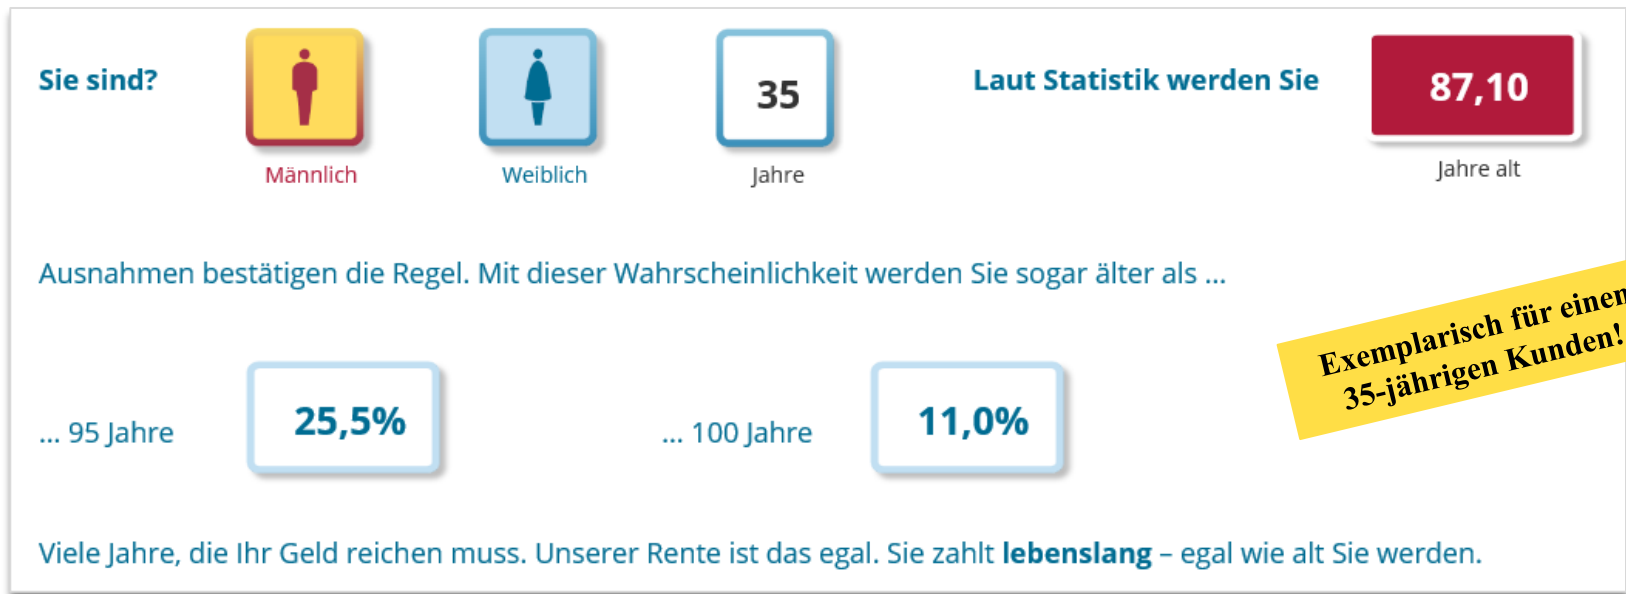 Sie sind?
Männlich
Weiblich
35
Jahre
Laut Statistik werden Sie
87,10
Jahre alt
Ausnahmen bestätigen die Regel. Mit dieser Wahrscheinlichkeit werden Sie sogar älter als ...
Exemplarisch für einen
35-jährigen Kunden!
... 95 Jahre
25,5%
... 100 Jahre
11,0%
Viele Jahre, die Ihr Geld reichen muss. Unserer Rente ist das egal. Sie zahlt lebenslang – egal wie alt Sie werden.